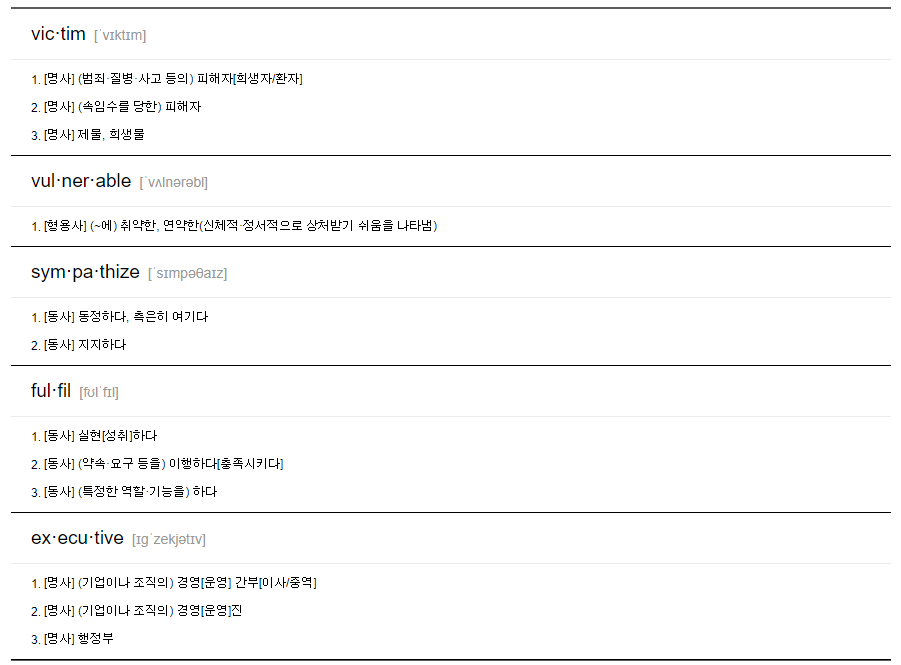 vic·tim [ˈvɪktɪm]
1. [명사] (범죄·질병·사고 등의) 피해자[희생자/환자]
2. [명사] (속임수를 당한) 피해자
3. [명사] 제물, 희생물
vul·ner·able [ˈvʌlnərəbl]
1. [형용사] (~에) 취약한, 연약한(신체적·정서적으로 상처받기 쉬움을 나타냄)
sym·pa·thize [ˈsɪmpəθaɪz]
1. [동사] 동정하다, 측은히 여기다
2. [동사] 지지하다
ful·fil [fʊlˈfɪl]
1. [동사] 실현[성취]하다
2. [동사] (약속·요구 등을) 이행하다[충족시키다]
3. [동사] (특정한 역할·기능을) 하다
ex·ecu·tive [ɪɡˈzekjətɪv]
1. [명사] (기업이나 조직의) 경영[운영] 간부[이사/중역]
2. [명사] (기업이나 조직의) 경영[운영]진
3. [명사] 행정부